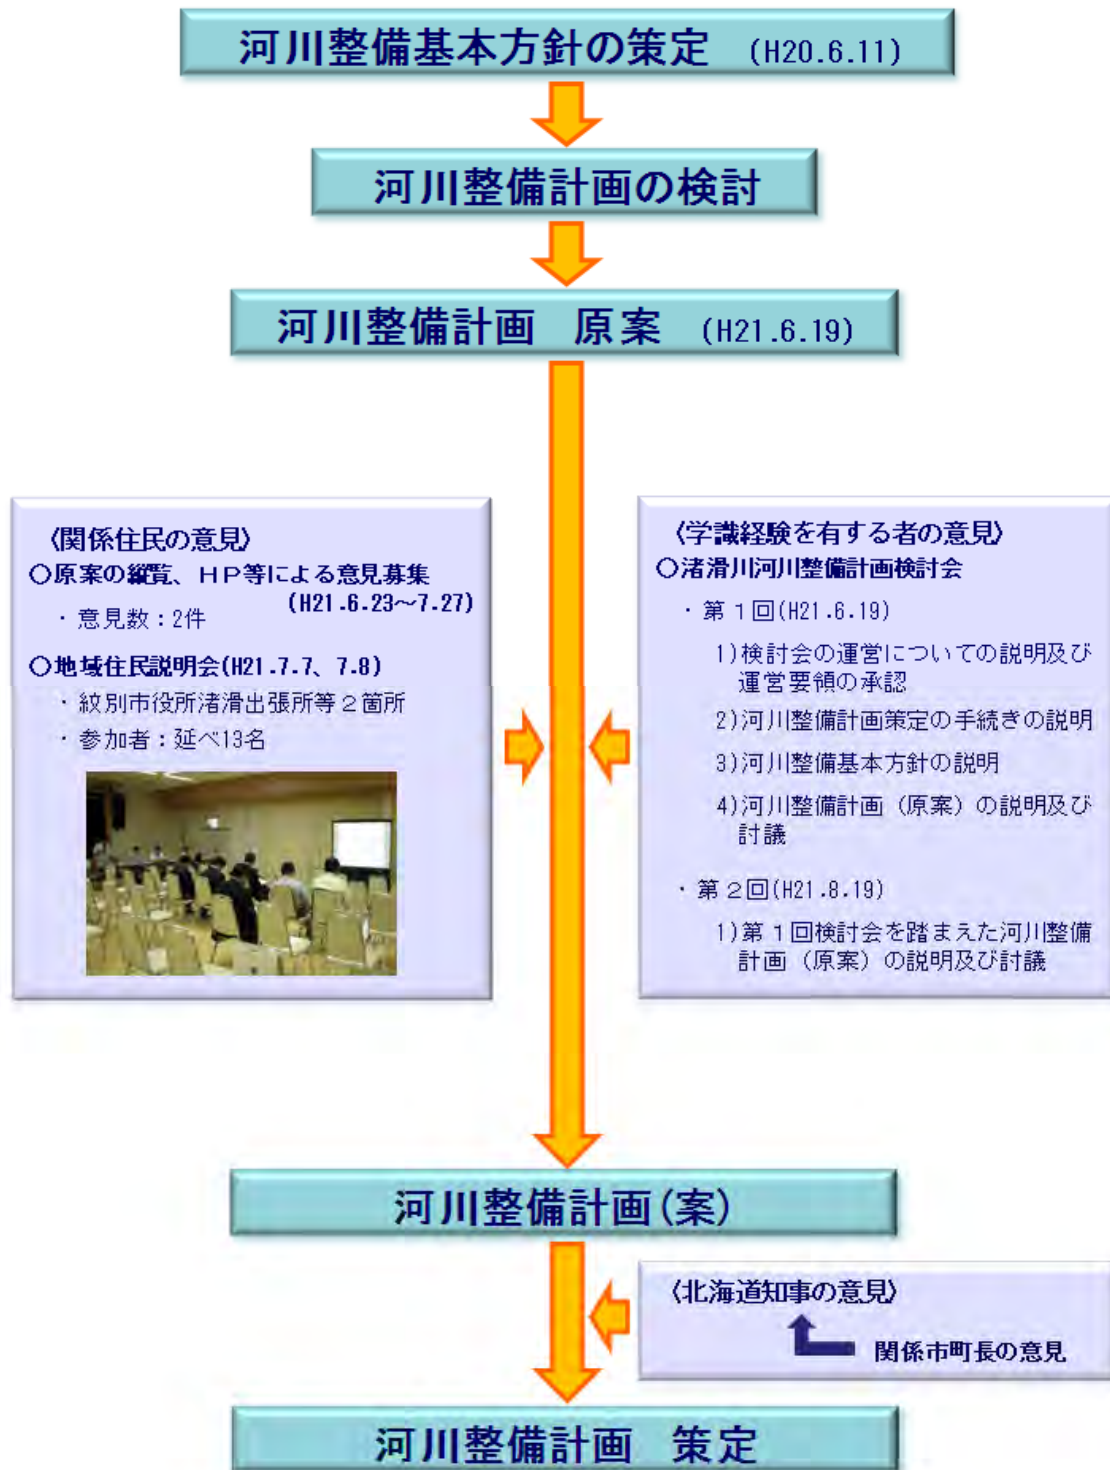 河川整備基本方針の策定 (H20.6.11)
河川整備計画の検討
河川整備計画 原案 (H21.6.19)
〈関係住民の意見〉
○原案の縦覧、HP等による意見募集
(H21.6.23～7.27)
・意見数：2件
○地域住民説明会(H21.7.7、7.8)
・紋別市役所渚滑出張所等２箇所
・参加者：延べ13名
〈学識経験を有する者の意見〉
○渚滑川河川整備計画検討会
・第１回(H21.6.19)
1)検討会の運営についての説明及び
運営要領の承認
2)河川整備計画策定の手続きの説明
3)河川整備基本方針の説明
4)河川整備計画（原案）の説明及び
討議
・第２回(H21.8.19)
1)第１回検討会を踏まえた河川整備
計画（原案）の説明及び討議
河川整備計画(案)
〈北海道知事の意見〉
関係市町長の意見
河川整備計画 策定